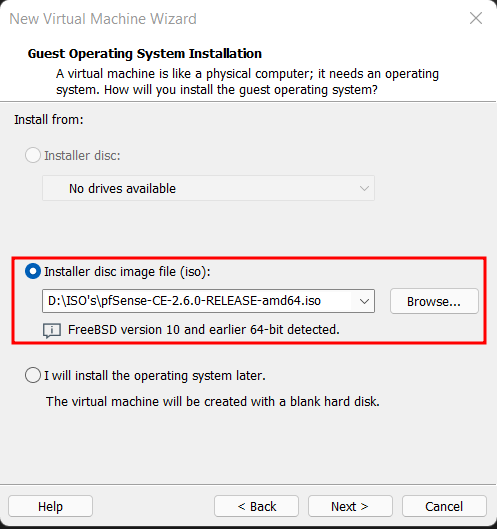 New Virtual Machine Wizard
Guest Operating System Installation
A virtual machine is like a physical computer; it needs an operating
system. How will you install the guest operating system?
Install from:
Installer disc:
No drives available
Installer disc image file (iso):
D:\ISO's\pfSense-CE-2.6.0-RELEASE-amd64.iso
Browse...
FreeBSD version 10 and earlier 64-bit detected.
I will install the operating system later.
The virtual machine will be created with a blank hard disk.
Help
< Back
Next >
Cancel